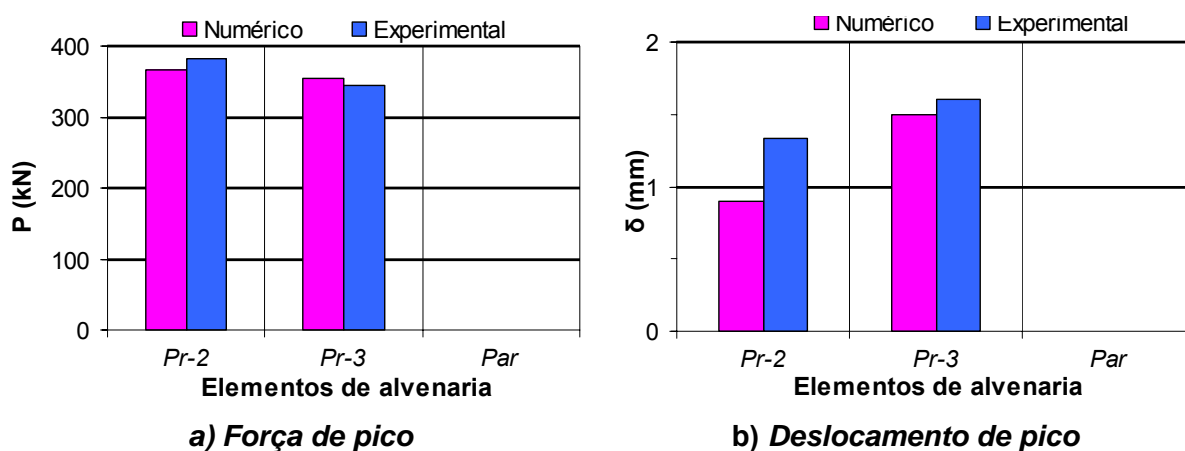 Numérico Experimental
400
300
200
100
0
P (kN)
Pr-2 Pr-3 Par
Elementos de alvenaria
a) Força de pico
Numérico Experimental
2
1
0
δ (mm)
Pr-2 Pr-3 Par
Elementos de alvenaria
b) Deslocamento de pico